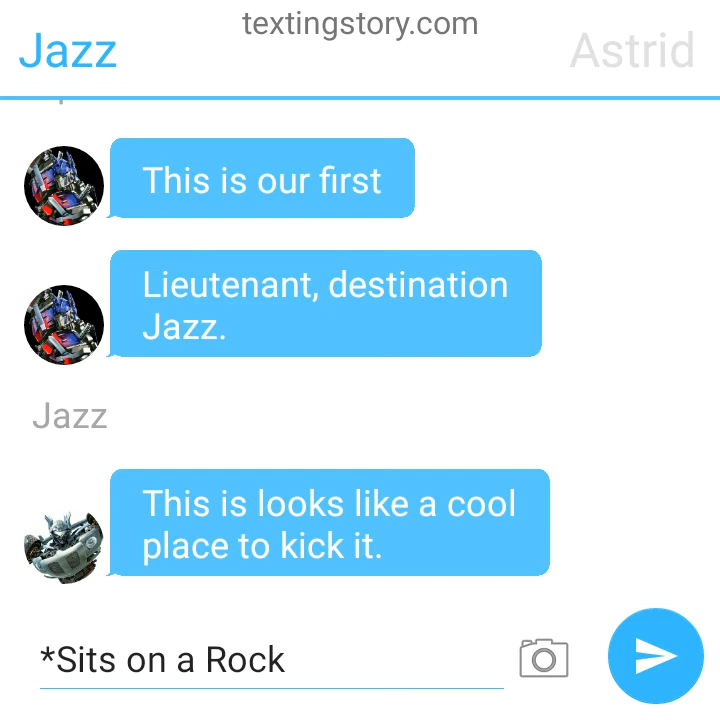 textingstory.com
Jazz
Astrid
This is our first
Lieutenant, destination
Jazz.
Jazz
This is looks like a cool
place to kick it.
*Sits on a Rock